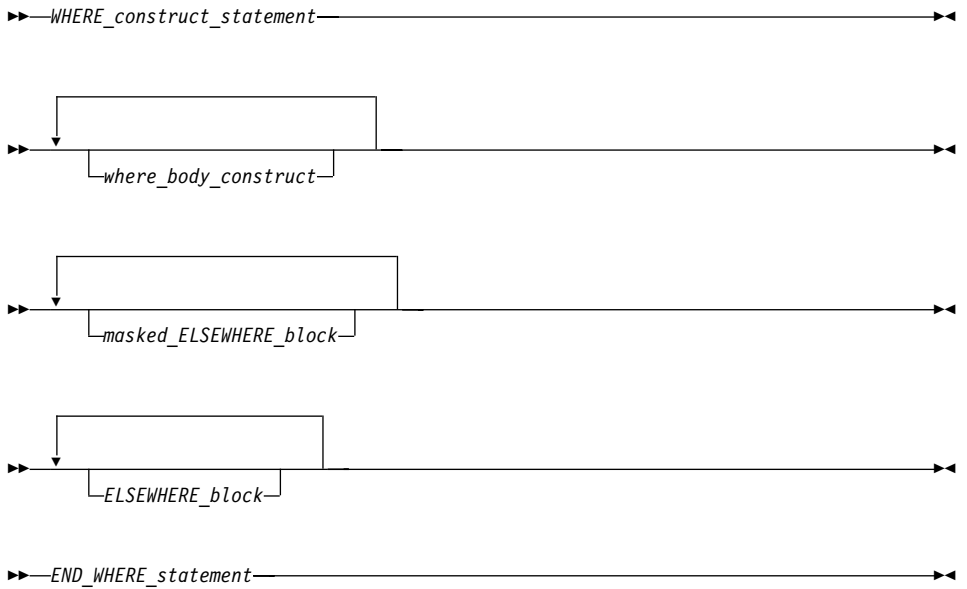 WHERE_construct_statement
where_body_construct
masked_ELSEWHERE_block
ELSEWHERE_block
END_WHERE_statement